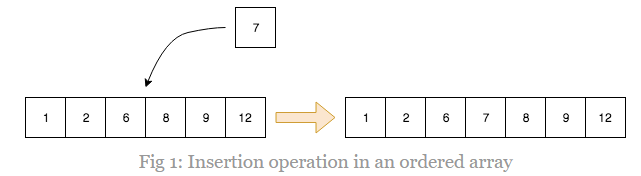 7
1 2 6 8 9 12
1 2 6 7 8 9 12
Fig 1: Insertion operation in an ordered array